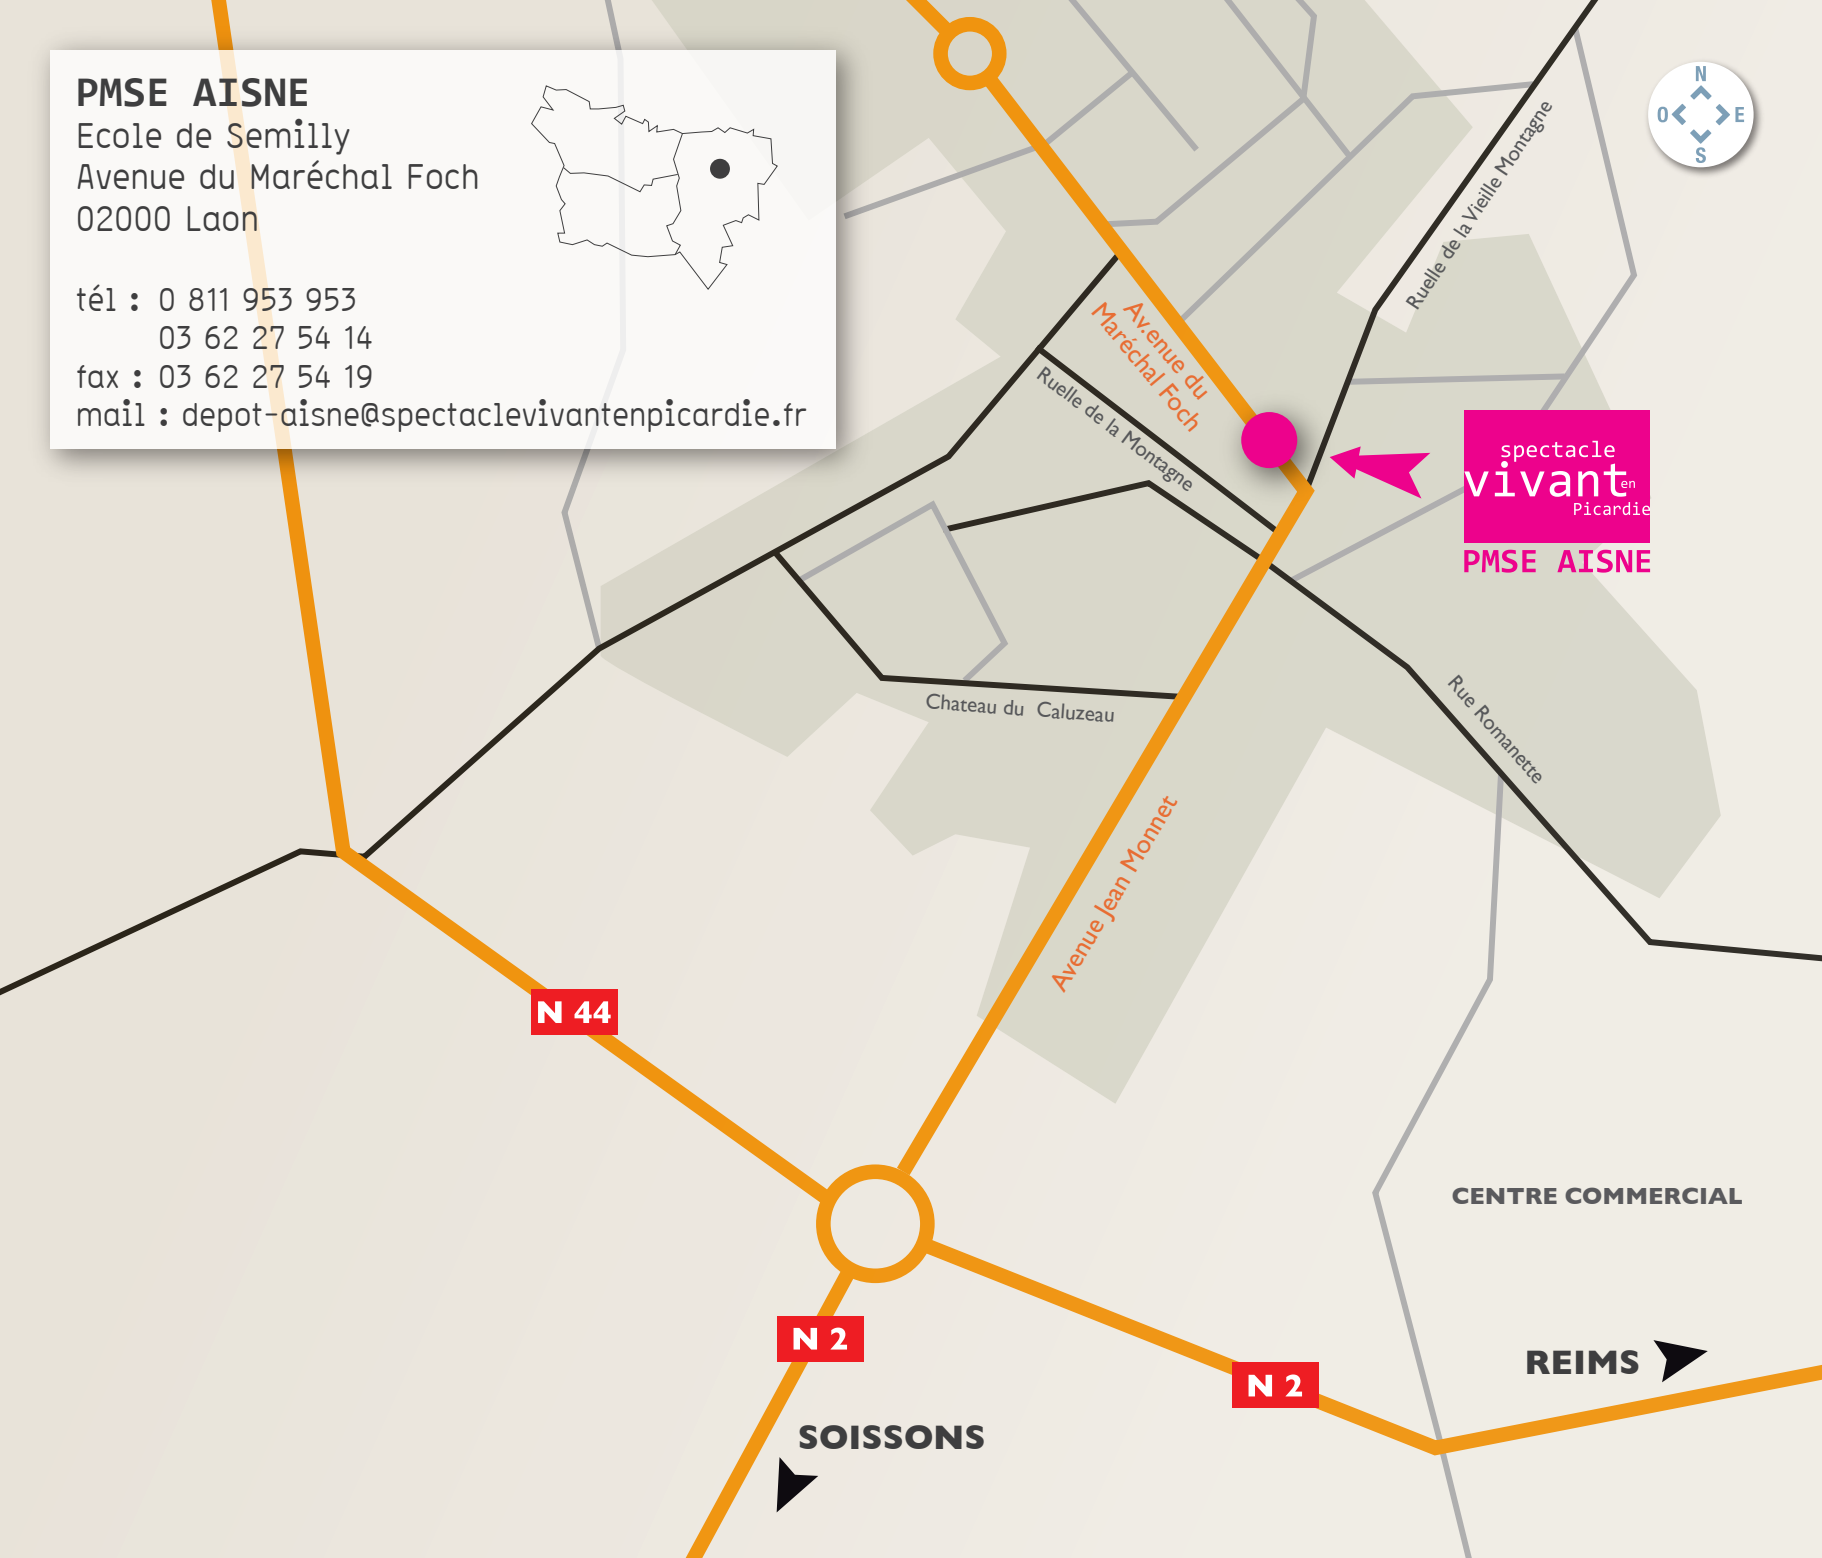 PMSE AISNE
Ecole de Semilly
Avenue du Maréchal Foch
02000 Laon
tél : 0 811 953 953
03 62 27 54 14
fax : 03 62 27 54 19
mail : depot-aisne@spectaclevivantenpicardie.fr
N
O E
S
Ruelle de la Vieille Montagne
Av.enue du
Maréchal Foch
Ruelle de la Montagne
spectacle
vivant en
Picardie
PMSE AISNE
Chateau du Caluzeau
Rue Romanette
Avenue Jean Monnet
N 44
CENTRE COMMERCIAL
N 2
REIMS
N 2
SOISSONS